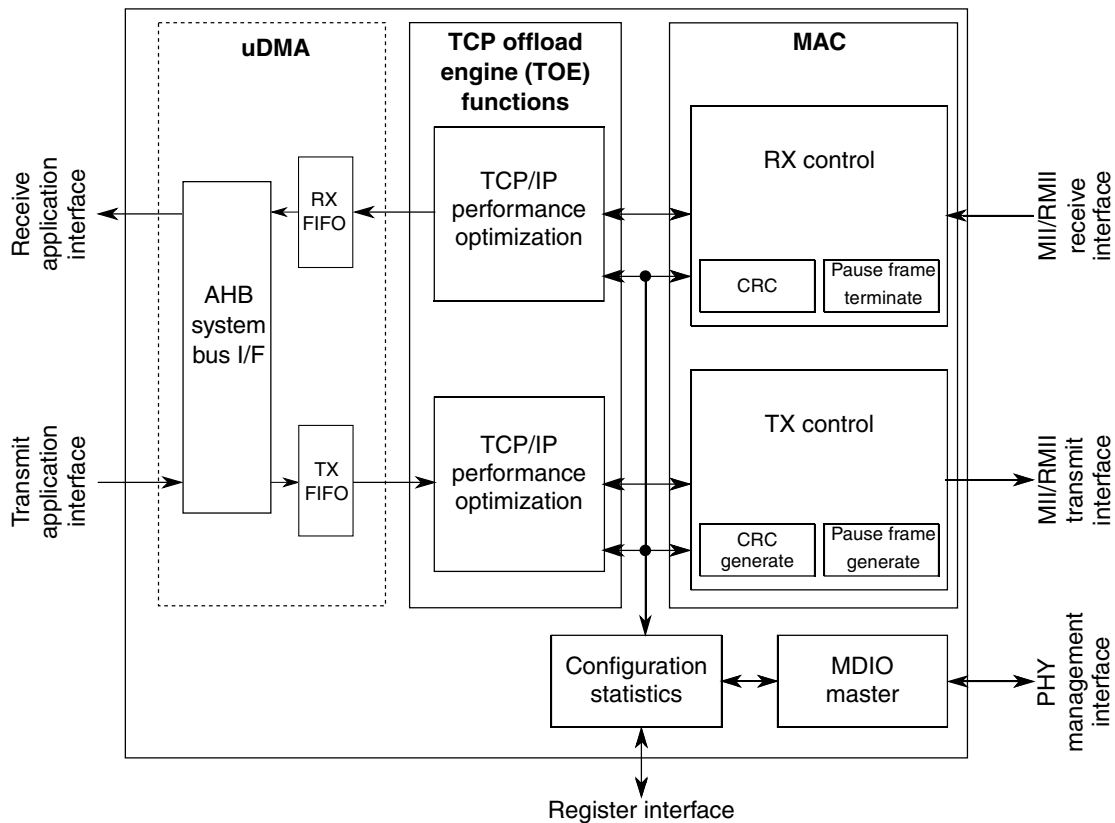 uDMA
TCP offload
engine (TOE)
functions
MAC
Receive
application
interface
RX
FIFO
TCP/IP
performance
optimization
RX control
CRC
Pause frame
terminate
MII/RMII
receive
interface
AHB
system
bus I/F
Transmit
application
interface
TX
FIFO
TCP/IP
performance
optimization
TX control
CRC
generate
Pause frame
generate
MII/RMII
transmit
interface
Configuration
statistics
MDIO
master
PHY
management
interface
Register interface